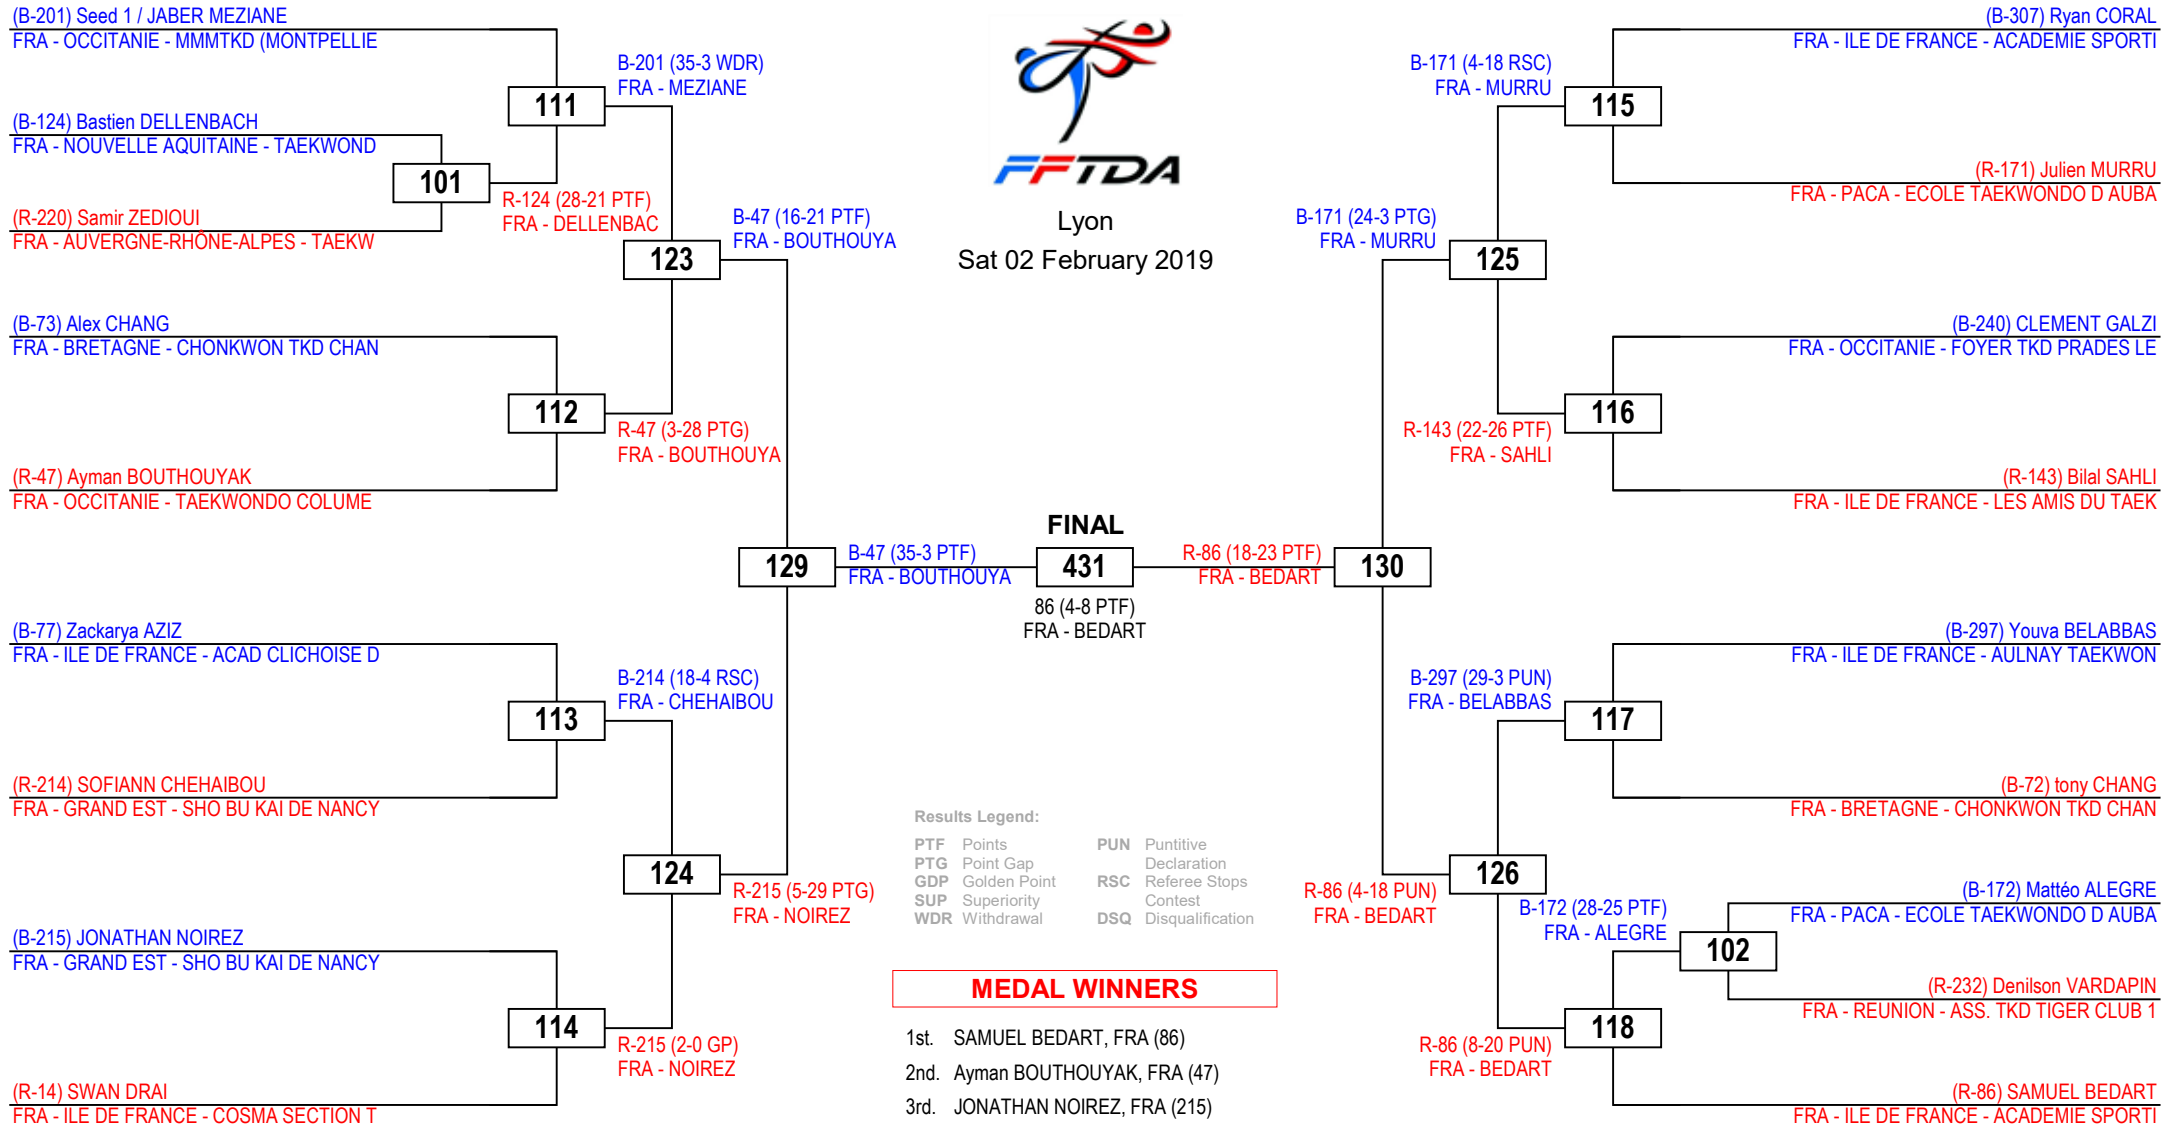 (B-201) Seed 1 / JABER MEZIANE
FRA - OCCITANIE - MMMTKD (MONTPELLIE
(B-124) Bastien DELLENBACH
FRA - NOUVELLE AQUITAINE - TAEKWOND
(R-220) Samir ZEDIOUI
FRA - AUVERGNE-RHÔNE-ALPES - TAEKW
(B-73) Alex CHANG
FRA - BRETAGNE - CHONKWON TKD CHAN
(R-47) Ayman BOUTHOUYAK
FRA - OCCITANIE - TAEKWONDO COLUME
(B-77) Zackarya AZIZ
FRA - ILE DE FRANCE - ACAD CLICHOISE D
(R-214) SOFIANN CHEHAIBOU
FRA - GRAND EST - SHO BU KAI DE NANCY
(B-215) JONATHAN NOIREZ
FRA - GRAND EST - SHO BU KAI DE NANCY
(R-14) SWAN DRAI
FRA - ILE DE FRANCE - COSMA SECTION T
101
R-124 (28-21 PTF)
FRA - DELLENBAC
111
B-201 (35-3 WDR)
FRA - MEZIANE
112
R-47 (3-28 PTG)
FRA - BOUTHOUYA
113
B-214 (18-4 RSC)
FRA - CHEHAIBOU
114
R-215 (2-0 GP)
FRA - NOIREZ
123
B-47 (16-21 PTF)
FRA - BOUTHOUYA
124
R-215 (5-29 PTG)
FRA - NOIREZ
129
B-47 (35-3 PTF)
FRA - BOUTHOUYA
FFTDA
Lyon
Sat 02 February 2019
FINAL
431
86 (4-8 PTF)
FRA - BEDART
R-86 (18-23 PTF)
FRA - BEDART
130
B-171 (24-3 PTG)
FRA - MURRU
125
R-86 (4-18 PUN)
FRA - BEDART
126
B-171 (4-18 RSC)
FRA - MURRU
115
R-143 (22-26 PTF)
FRA - SAHLI
116
B-297 (29-3 PUN)
FRA - BELABBAS
117
R-86 (8-20 PUN)
FRA - BEDART
118
B-172 (28-25 PTF)
FRA - ALEGRE
102
(B-307) Ryan CORAL
FRA - ILE DE FRANCE - ACADEMIE SPORTI
(R-171) Julien MURRU
FRA - PACA - ECOLE TAEKWONDO D AUBA
(B-240) CLEMENT GALZI
FRA - OCCITANIE - FOYER TKD PRADES LE
(R-143) Bilal SAHLI
FRA - ILE DE FRANCE - LES AMIS DU TAEK
(B-297) Youva BELABBAS
FRA - ILE DE FRANCE - AULNAY TAEKWON
(B-72) tony CHANG
FRA - BRETAGNE - CHONKWON TKD CHAN
(B-172) Mattéo ALEGRE
FRA - PACA - ECOLE TAEKWONDO D AUBA
(R-232) Denilson VARDAPIN
FRA - REUNION - ASS. TKD TIGER CLUB 1
(R-86) SAMUEL BEDART
FRA - ILE DE FRANCE - ACADEMIE SPORTI
Results Legend:
PTF Points
PTG Point Gap
GDP Golden Point
SUP Superiority
WDR Withdrawal
PUN Puntitive
Declaration
RSC Referee Stops
Contest
DSQ Disqualification
MEDAL WINNERS
1st. SAMUEL BEDART, FRA (86)
2nd. Ayman BOUTHOUYAK, FRA (47)
3rd. JONATHAN NOIREZ, FRA (215)